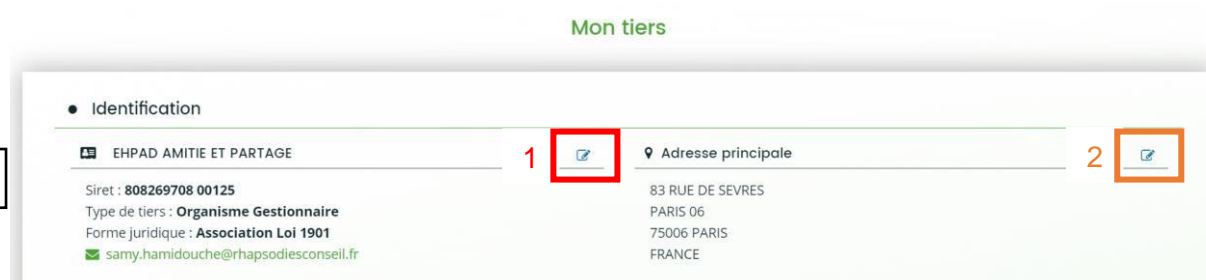 Mon tiers
Identification
EHPAD AMITIE ET PARTAGE
1
Siret : 808269708 00125
Type de tiers : Organisme Gestionnaire
Forme juridique : Association Loi 1901
samy.hamidouche@rhapsodiesconseil.fr
Adresse principale
2
83 RUE DE SEVRES
PARIS 06
75006 PARIS
FRANCE